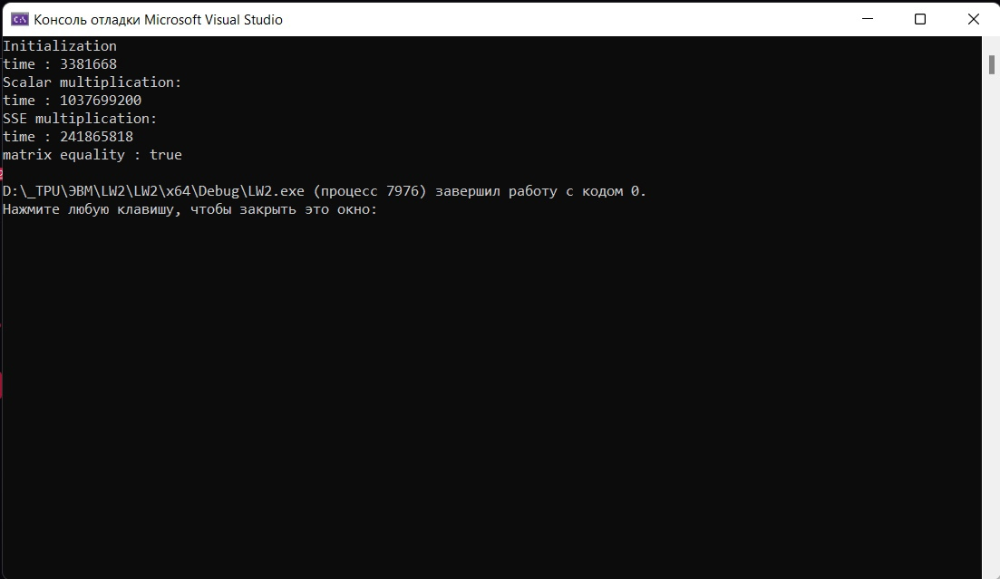 Консоль отладки Microsoft Visual Studio
Initialization
time : 3381668
Scalar multiplication:
time : 1037699200
SSE multiplication:
time : 241865818
matrix equality : true
D:\_TPU\ЭВМ\LW2\LW2\x64\Debug\LW2.exe (процесс 7976) завершил работу с кодом 0.
Нажмите любую клавишу, чтобы закрыть это окно: